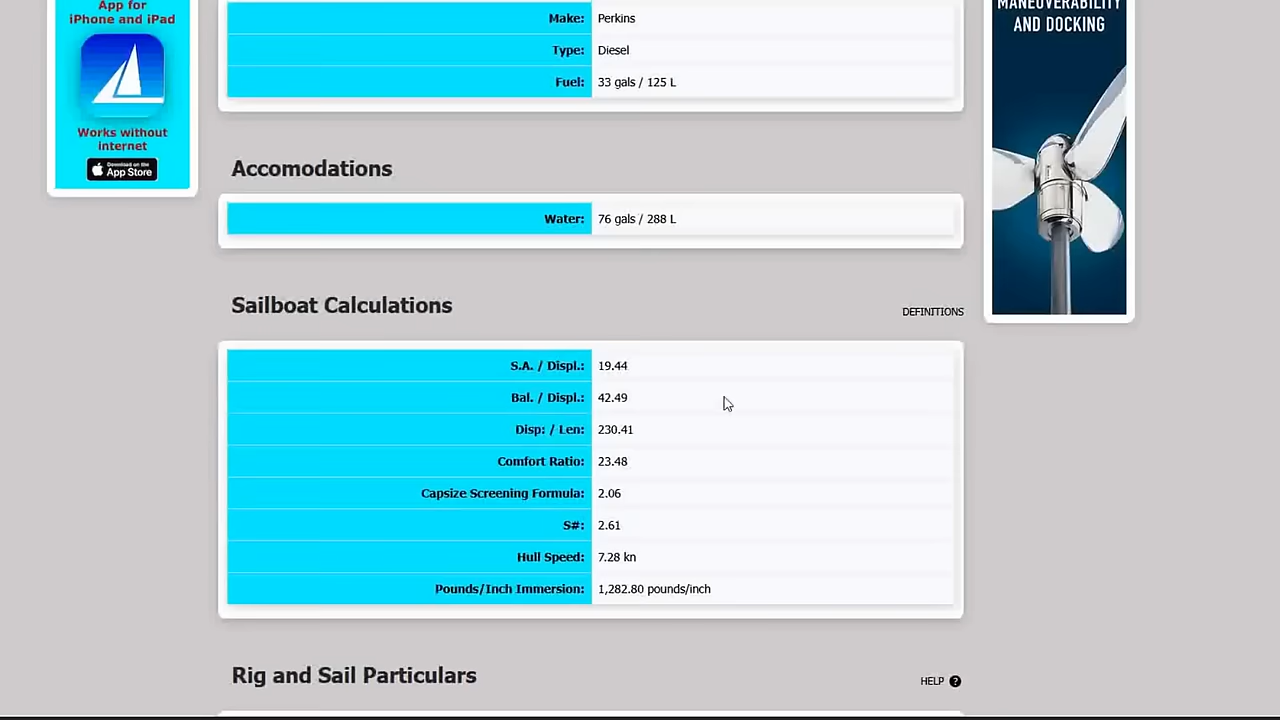 App for
iPhone and iPad
Works without
internet
Download on the
App Store
MANEUVERABILITY
AND DOCKING
Make: Perkins
Type: Diesel
Fuel: 33 gals / 125 L
Accomodations
Water: 76 gals / 288 L
Sailboat Calculations
DEFINITIONS
S.A. / Displ.: 19.44
Bal. / Displ.: 42.49
Disp: / Len: 230.41
Comfort Ratio: 23.48
Capsize Screening Formula: 2.06
S#: 2.61
Hull Speed: 7.28 kn
Pounds/Inch Immersion: 1,282.80 pounds/inch
Rig and Sail Particulars
HELP ?